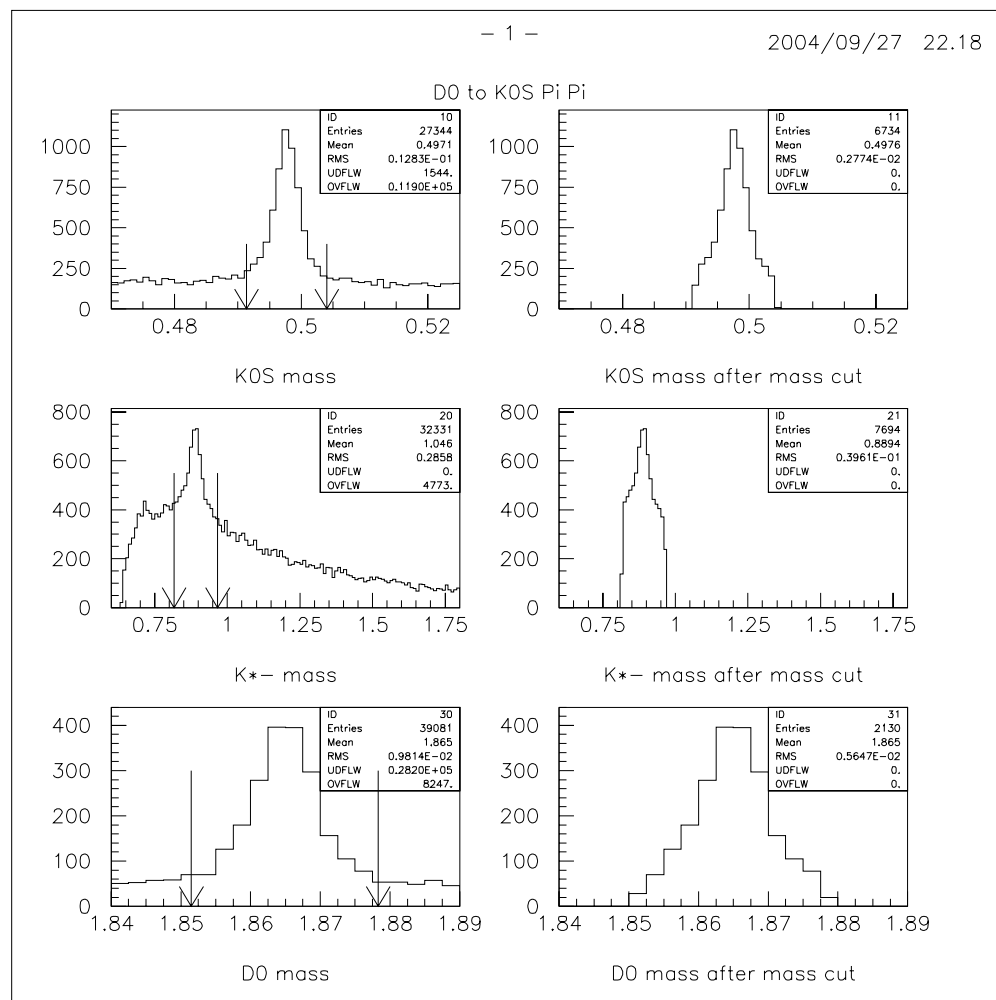 - 1 -
2004/09/27 22.18
D0 to K0S Pi Pi
ID 10
Entries 27344
Mean 0.4971
RMS 0.1283E-01
UDFLW 1544.
OVFLW 0.1190E+05
0
250
500
750
1000
0.48 0.5 0.52
K0S mass
ID 11
Entries 6734
Mean 0.4976
RMS 0.2774E-02
UDFLW 0.
OVFLW 0.
0
250
500
750
1000
0.48 0.5 0.52
K0S mass after mass cut
ID 20
Entries 32331
Mean 1.046
RMS 0.2858
UDFLW 0.
OVFLW 4773.
0
200
400
600
800
0.75 1 1.25 1.5 1.75
K*- mass
ID 21
Entries 7694
Mean 0.8894
RMS 0.3961E-01
UDFLW 0.
OVFLW 0.
0
200
400
600
800
0.75 1 1.25 1.5 1.75
K*- mass after mass cut
ID 30
Entries 39081
Mean 1.865
RMS 0.9814E-02
UDFLW 0.2820E+05
OVFLW 8247.
0
100
200
300
400
1.84 1.85 1.86 1.87 1.88 1.89
D0 mass
ID 31
Entries 2130
Mean 1.865
RMS 0.5647E-02
UDFLW 0.
OVFLW 0.
0
100
200
300
400
1.84 1.85 1.86 1.87 1.88 1.89
D0 mass after mass cut